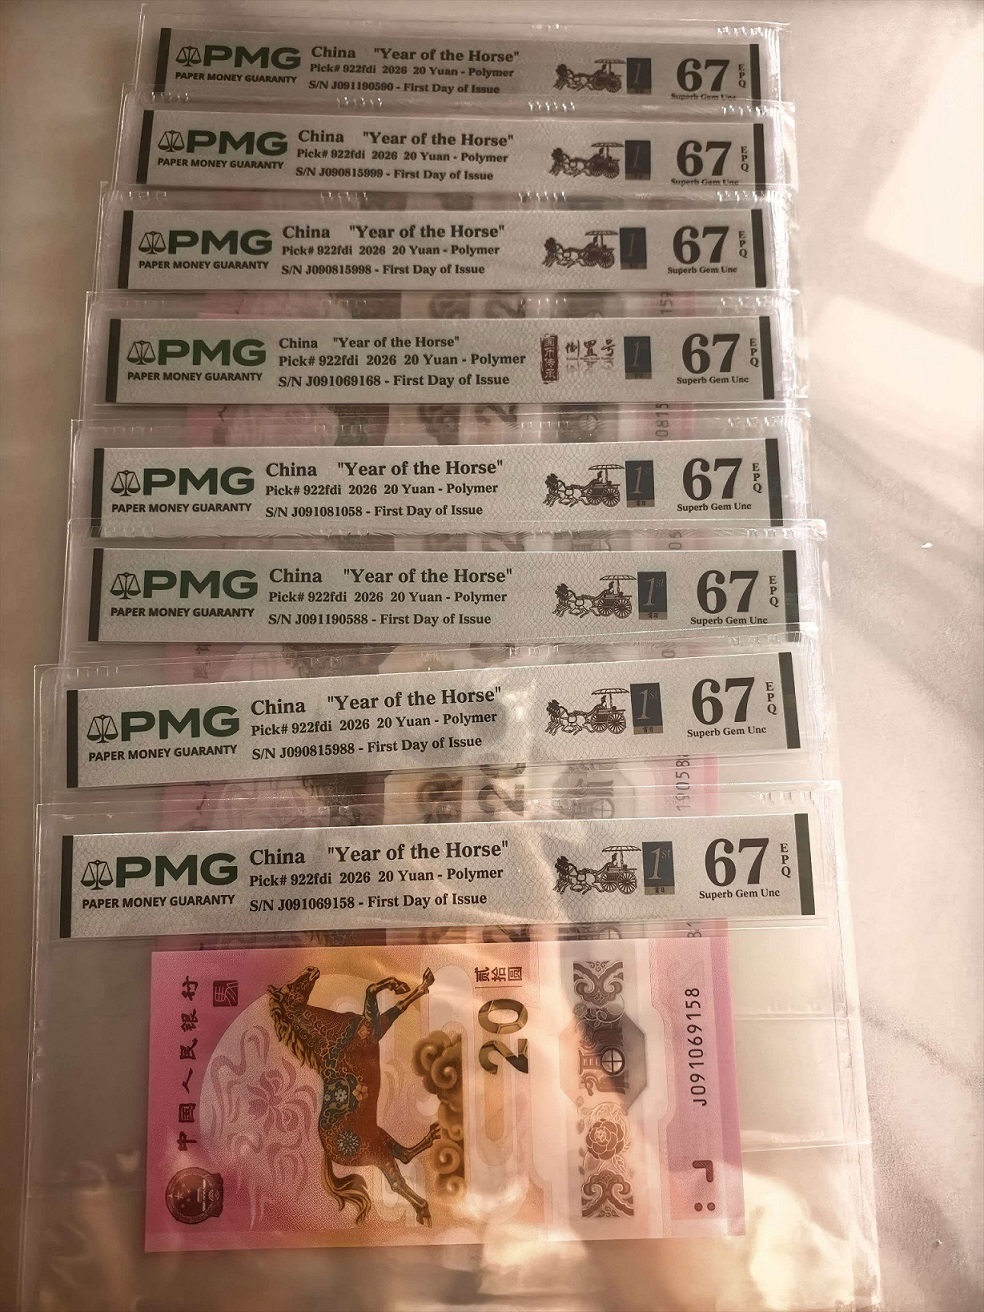 PMG
PAPER MONEY GUARANTY
China "Year of the Horse"
Pick# 922fdi 2026 20 Yuan - Polymer
S/N J091190590 - First Day of Issue
1
67
EPQ
Superb Gem Unc
PMG
PAPER MONEY GUARANTY
China "Year of the Horse"
Pick# 922fdi 2026 20 Yuan - Polymer
S/N J090815999 - First Day of Issue
1
67
EPQ
Superb Gem Unc
PMG
PAPER MONEY GUARANTY
China "Year of the Horse"
Pick# 922fdi 2026 20 Yuan - Polymer
S/N J090815998 - First Day of Issue
1
67
EPQ
Superb Gem Unc
PMG
PAPER MONEY GUARANTY
China "Year of the Horse"
Pick# 922fdi 2026 20 Yuan - Polymer
S/N J091069168 - First Day of Issue
倒置号
1
67
EPQ
Superb Gem Unc
PMG
PAPER MONEY GUARANTY
China "Year of the Horse"
Pick# 922fdi 2026 20 Yuan - Polymer
S/N J091081058 - First Day of Issue
1st
67
EPQ
Superb Gem Unc
PMG
PAPER MONEY GUARANTY
China "Year of the Horse"
Pick# 922fdi 2026 20 Yuan - Polymer
S/N J091190588 - First Day of Issue
1st
67
EPQ
Superb Gem Unc
PMG
PAPER MONEY GUARANTY
China "Year of the Horse"
Pick# 922fdi 2026 20 Yuan - Polymer
S/N J090815988 - First Day of Issue
1st
67
EPQ
Superb Gem Unc
19058
PMG
PAPER MONEY GUARANTY
China "Year of the Horse"
Pick# 922fdi 2026 20 Yuan - Polymer
S/N J091069158 - First Day of Issue
1st
67
EPQ
Superb Gem Unc
中国人民银行
贰拾圆
20
J091069158